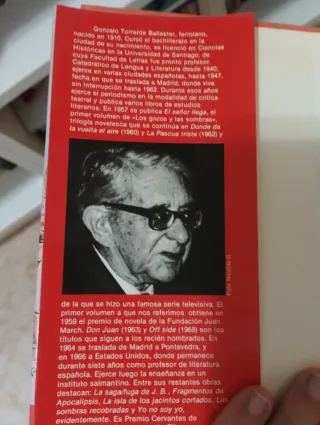 Gonzalo Torrente Ballester, ferrolano,
nacido en 1910. Cursó el bachillerato en la
ciudad de su nacimiento, se licenció en Ciencias
Históricas en la Universidad de Santiago, de
cuya Facultad de Letras fue pronto profesor.
Catedrático de Lengua y Literatura desde 1940,
ejerce en varias ciudades españolas, hasta 1947,
fecha en que se traslada a Madrid, donde vive
sin interrupción hasta 1962. Durante esos años
ejerce el periodismo en la modalidad de crítica
teatral y publica varios libros de estudios
literarios. En 1957 se publica El señor llega, el
primer volumen de «Los gozos y las sombras»,
trilogía novelesca que se continúa en Donde da
la vuelta el aire (1960) y La Pascua triste (1962) y
de la que se hizo una famosa serie televisiva. El
primer volumen a que nos referimos obtiene en
1959 el premio de novela de la Fundación Juan
March. Don Juan (1963) y Off side (1968) son los
títulos que siguen a los recién nombrados. En
1964 se traslada de Madrid a Pontevedra, y
en 1966 a Estados Unidos, donde permanece
durante siete años como profesor de literatura
española. Ejerce luego la enseñanza en un
instituto salmantino. Entre sus restantes obras
destacan: La saga/fuga de J. B., Fragmentos de
Apocalipsis, La isla de los jacintos cortados, Las
sombras recobradas y Yo no soy yo,
evidentemente. Es Premio Cervantes de